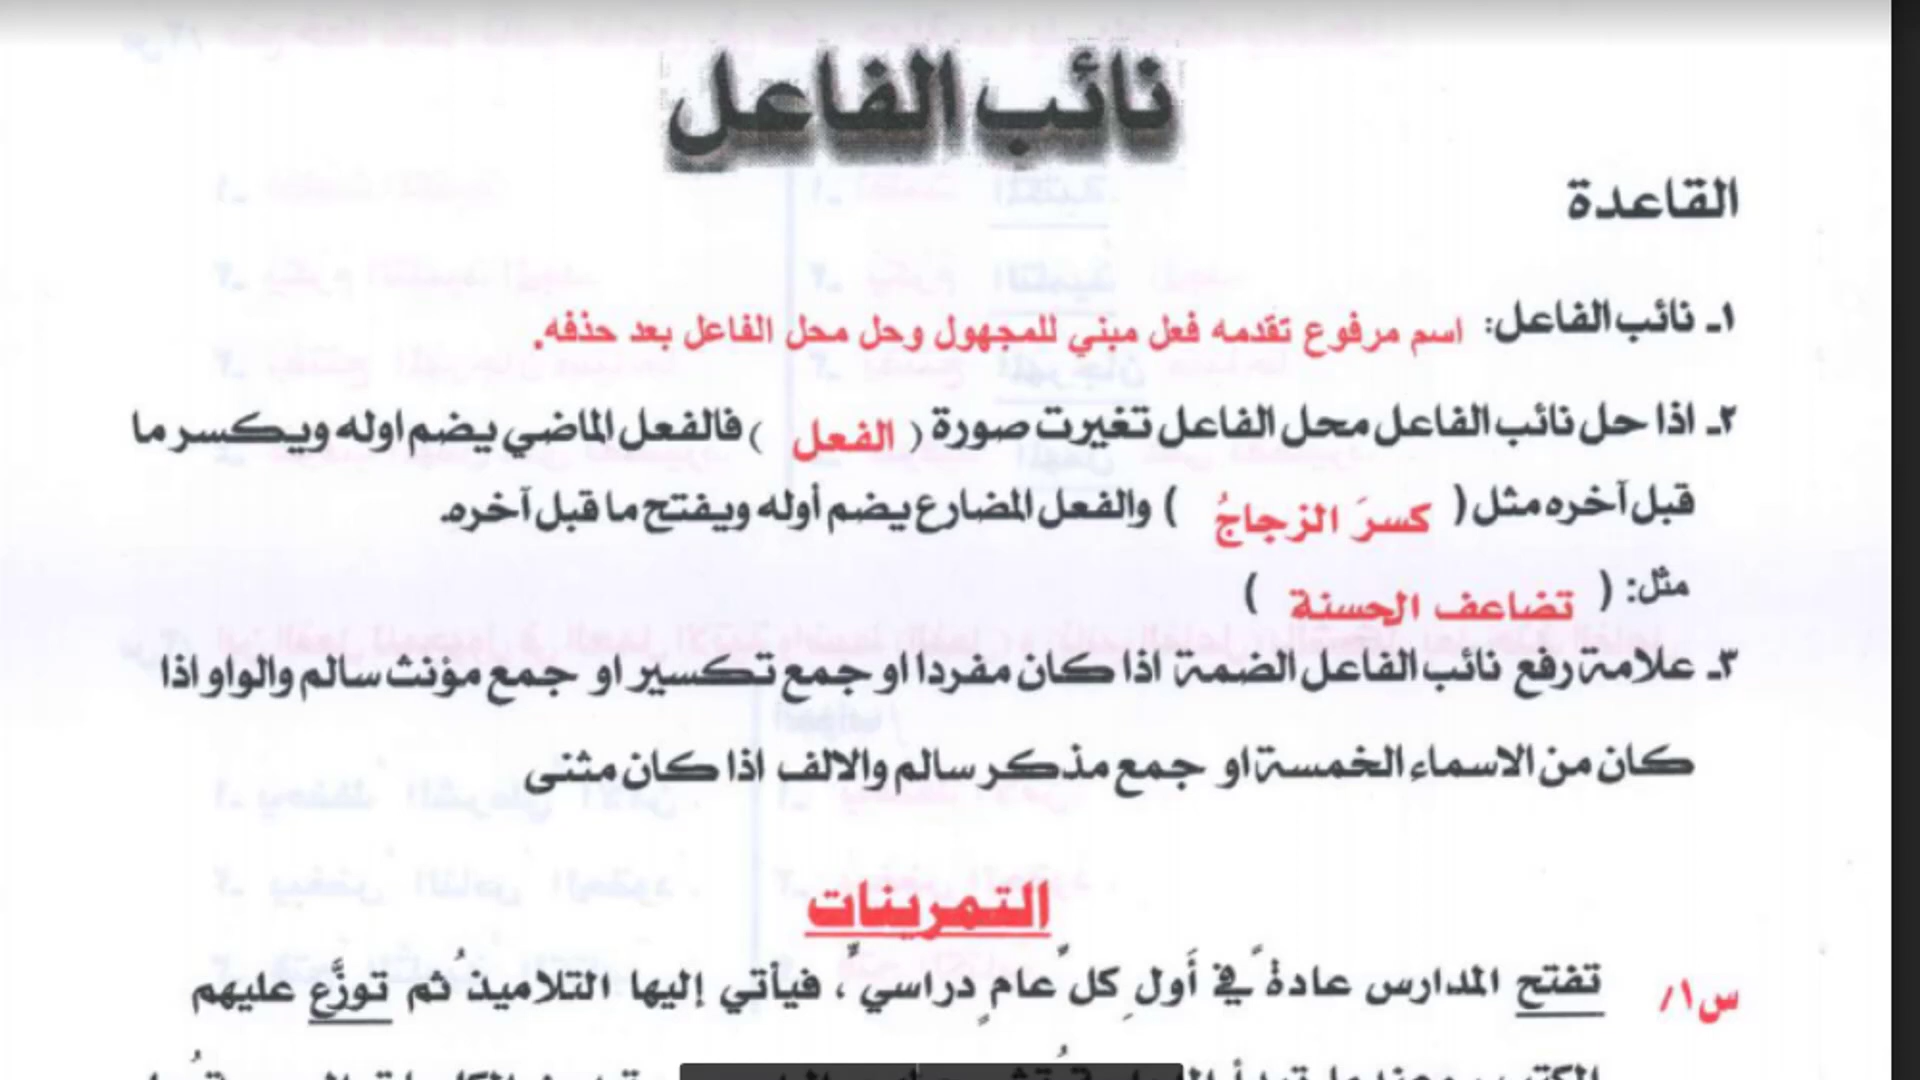 نائب الفاعل
القاعدة
١ـ نائب الفاعل: اسم مرفوع تقدمه فعل مبني للمجهول وحل محل الفاعل بعد حذفه.
٢ـ اذا حل نائب الفاعل محل الفاعل تغيرت صورة ( الفعل ) فالفعل الماضي يضم اوله ويكسر ما
قبل آخره مثل ( كسرَ الزجاجُ ) والفعل المضارع يضم أوله ويفتح ما قبل آخره.
مثل: ( تضاعف الحسنة )
٣ـ علامة رفع نائب الفاعل الضمة اذا كان مفردا او جمع تكسير او جمع مؤنث سالم والواو اذا
كان من الاسماء الخمسة او جمع مذكر سالم والالف اذا كان مثنى
التمرينات
س١/ تفتح المدارس عادةً في أَولِ كلِّ عامٍ دراسيٍّ، فيأتي إليها التلاميذُ ثم توزَّع عليهم